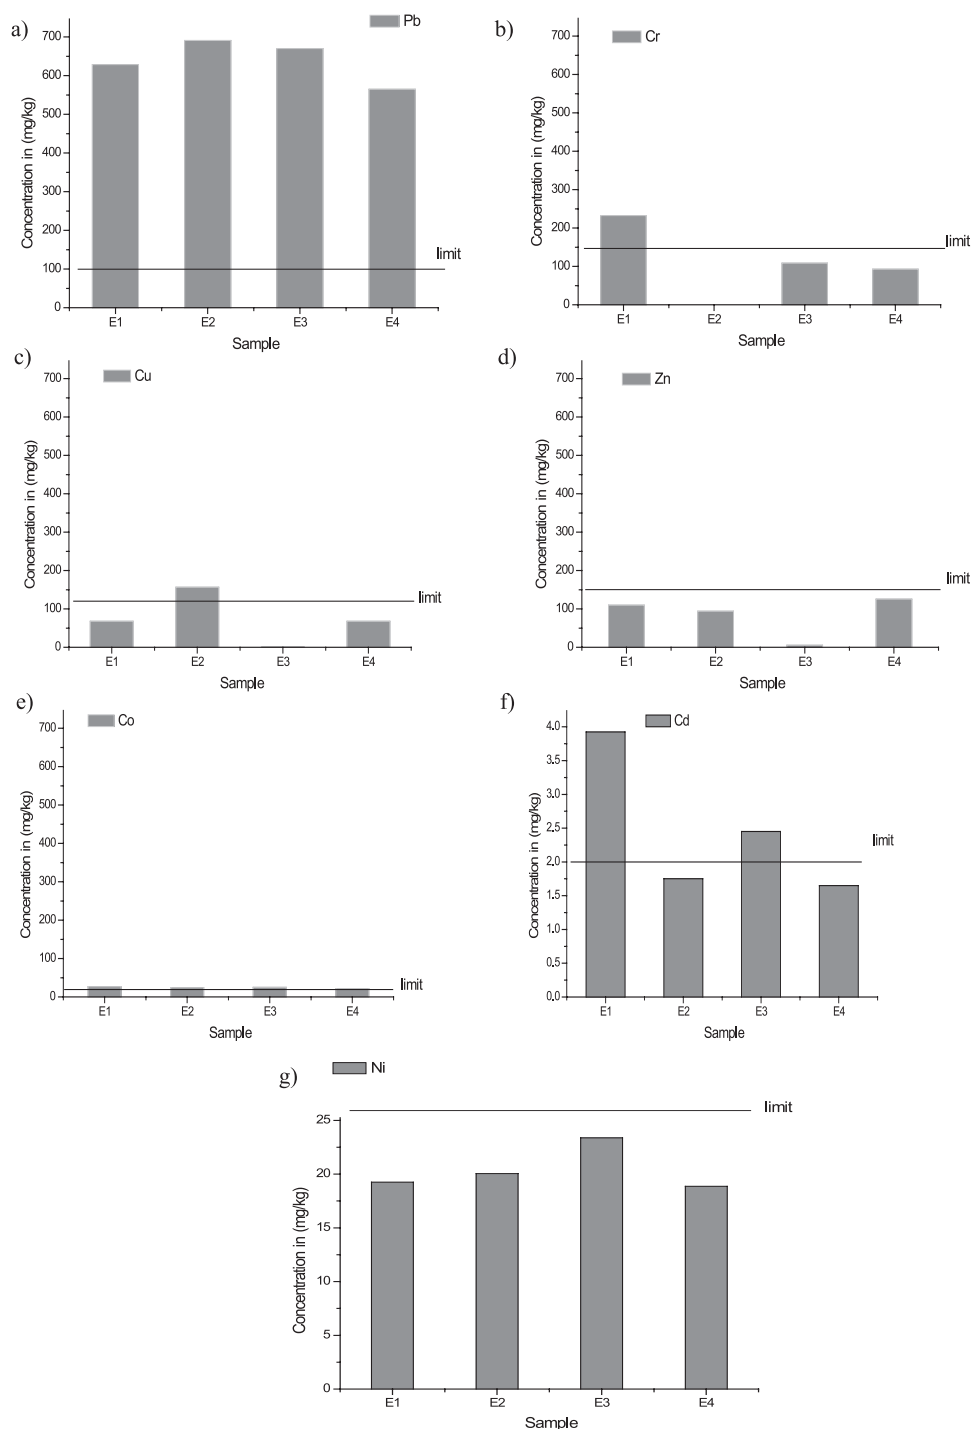 a)
Pb
700
600
500
400
300
200
100
0
Concentration in (mg/kg)
limit
E1 E2 E3 E4
Sample
b)
Cr
700
600
500
400
300
200
100
0
Concentration in (mg/kg)
limit
E1 E2 E3 E4
Sample
c)
Cu
700
600
500
400
300
200
100
0
Concentration in (mg/kg)
limit
E1 E2 E3 E4
Sample
d)
Zn
700
600
500
400
300
200
100
0
Concentration in (mg/kg)
limit
E1 E2 E3 E4
Sample
e)
Co
700
600
500
400
300
200
100
0
Concentration in (mg/kg)
limit
E1 E2 E3 E4
Sample
f)
Cd
4.0
3.5
3.0
2.5
2.0
1.5
1.0
0.5
0.0
Concentration in (mg/kg)
limit
E1 E2 E3 E4
Sample
g)
Ni
25
20
15
10
5
0
Concentration in (mg/kg)
limit
E1 E2 E3 E4
Sample